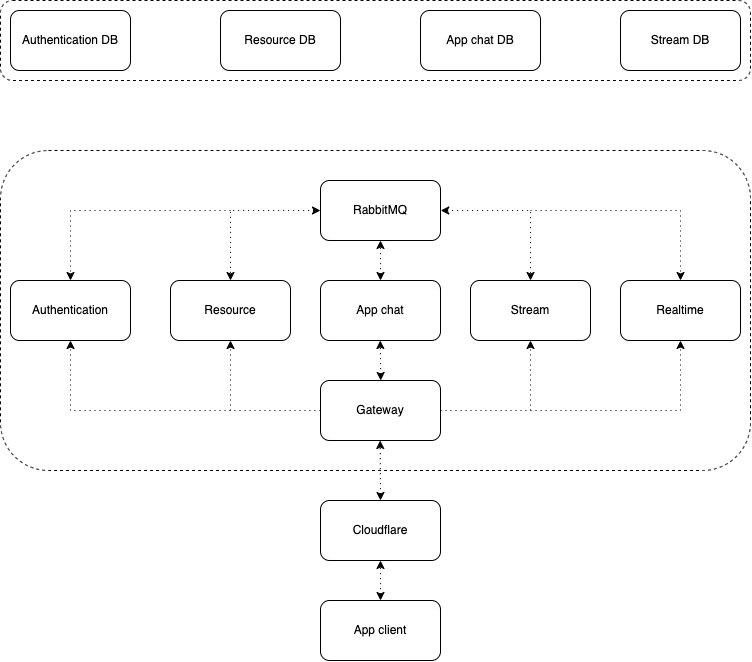 Authentication DB
Resource DB
App chat DB
Stream DB
RabbitMQ
Authentication
Resource
App chat
Stream
Realtime
Gateway
Cloudflare
App client